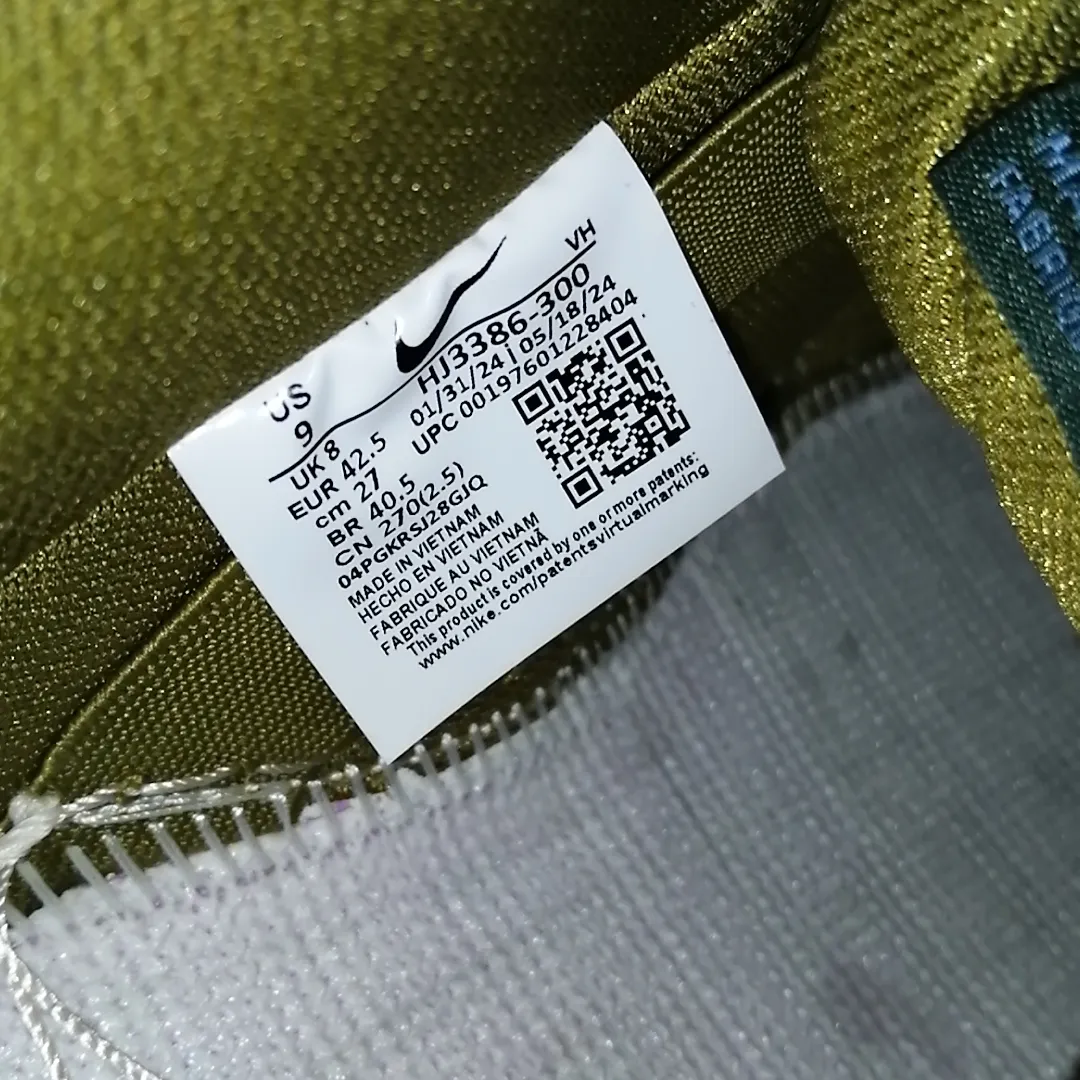 VH
US
9
HJ3386-300
01/31/24 | 05/18/24
UPC 00197601228404
UK 8
EUR 42.5
cm 27
BR 40.5
CN 270(2.5)
04PGKRSJ28GJQ
MADE IN VIETNAM
HECHO EN VIETNAM
FABRIQUE AU VIETNAM
FABRICADO NO VIETNÃ
This product is covered by one or more patents:
www.nike.com/patentsvirtualmarking